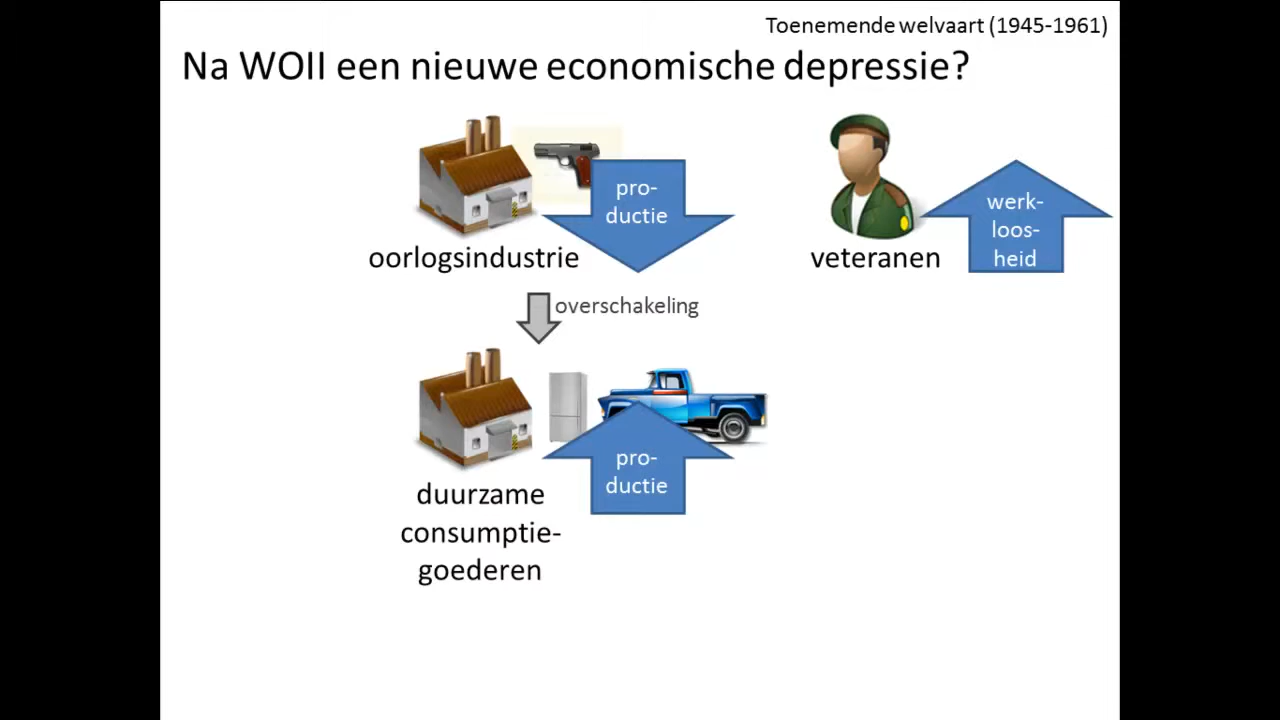 Toenemende welvaart (1945-1961)
Na WOII een nieuwe economische depressie?
pro-
ductie
oorlogsindustrie
werk-
loos-
heid
veteranen
overschakeling
pro-
ductie
duurzame
consumptie-
goederen